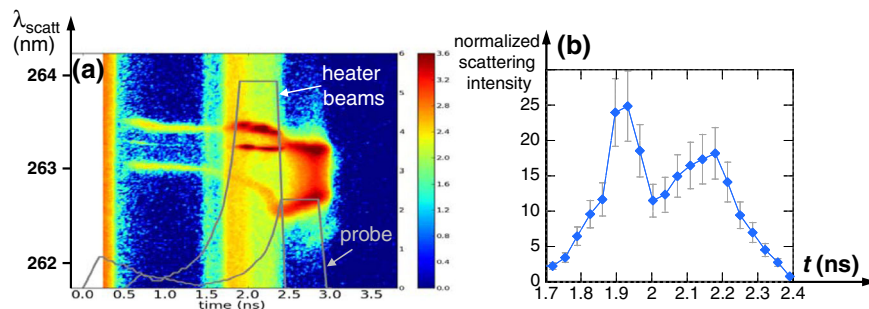 λscatt
(nm)
(a)
264
263
262
heater
beams
probe
6
5
4
3
2
1
0
3.6
3.2
2.8
2.4
2.0
1.6
1.2
0.8
0.4
0.0
0.0 0.5 1.0 1.5 2.0 2.5 3.0 3.5
time (ns)
(b)
normalized
scattering
intensity
25
20
15
10
5
0
1.7 1.8 1.9 2 2.1 2.2 2.3 2.4
t (ns)